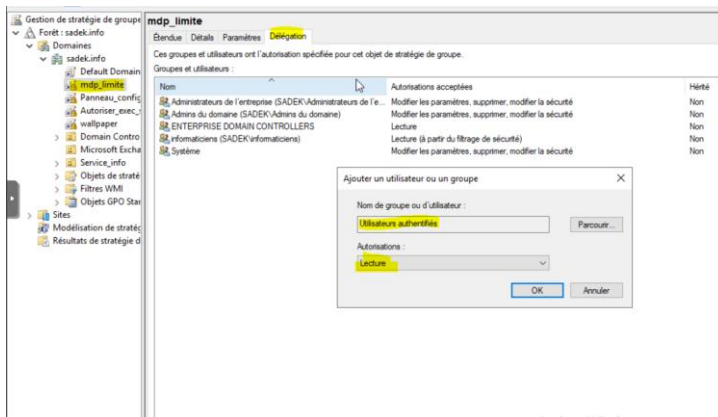 Gestion de stratégie de groupe
Forêt : sadek.info
Domaines
sadek.info
Default Domain
mdp_limite
Panneau_config
Autoriser_exec_
wallpaper
Domain Contro
Microsoft Excha
Service_info
Objets de straté
Filtres WMI
Objets GPO Star
Sites
Modélisation de stratég
Résultats de stratégie d
mdp_limite
Étendue Détails Paramètres Délégation
Ces groupes et utilisateurs ont l'autorisation spécifiée pour cet objet de stratégie de groupe.
Groupes et utilisateurs :
Nom Autorisations acceptées Hérité
Administrateurs de l'entreprise (SADEK\Administrateurs de l'e... Modifier les paramètres, supprimer, modifier la sécurité Non
Admins du domaine (SADEK\Admins du domaine) Modifier les paramètres, supprimer, modifier la sécurité Non
ENTERPRISE DOMAIN CONTROLLERS Lecture Non
informaticiens (SADEK\informaticiens) Lecture (à partir du filtrage de sécurité) Non
Système Modifier les paramètres, supprimer, modifier la sécurité Non
Ajouter un utilisateur ou un groupe
Nom de groupe ou d'utilisateur :
Utilisateurs authentifiés Parcourir...
Autorisations :
Lecture
OK Annuler